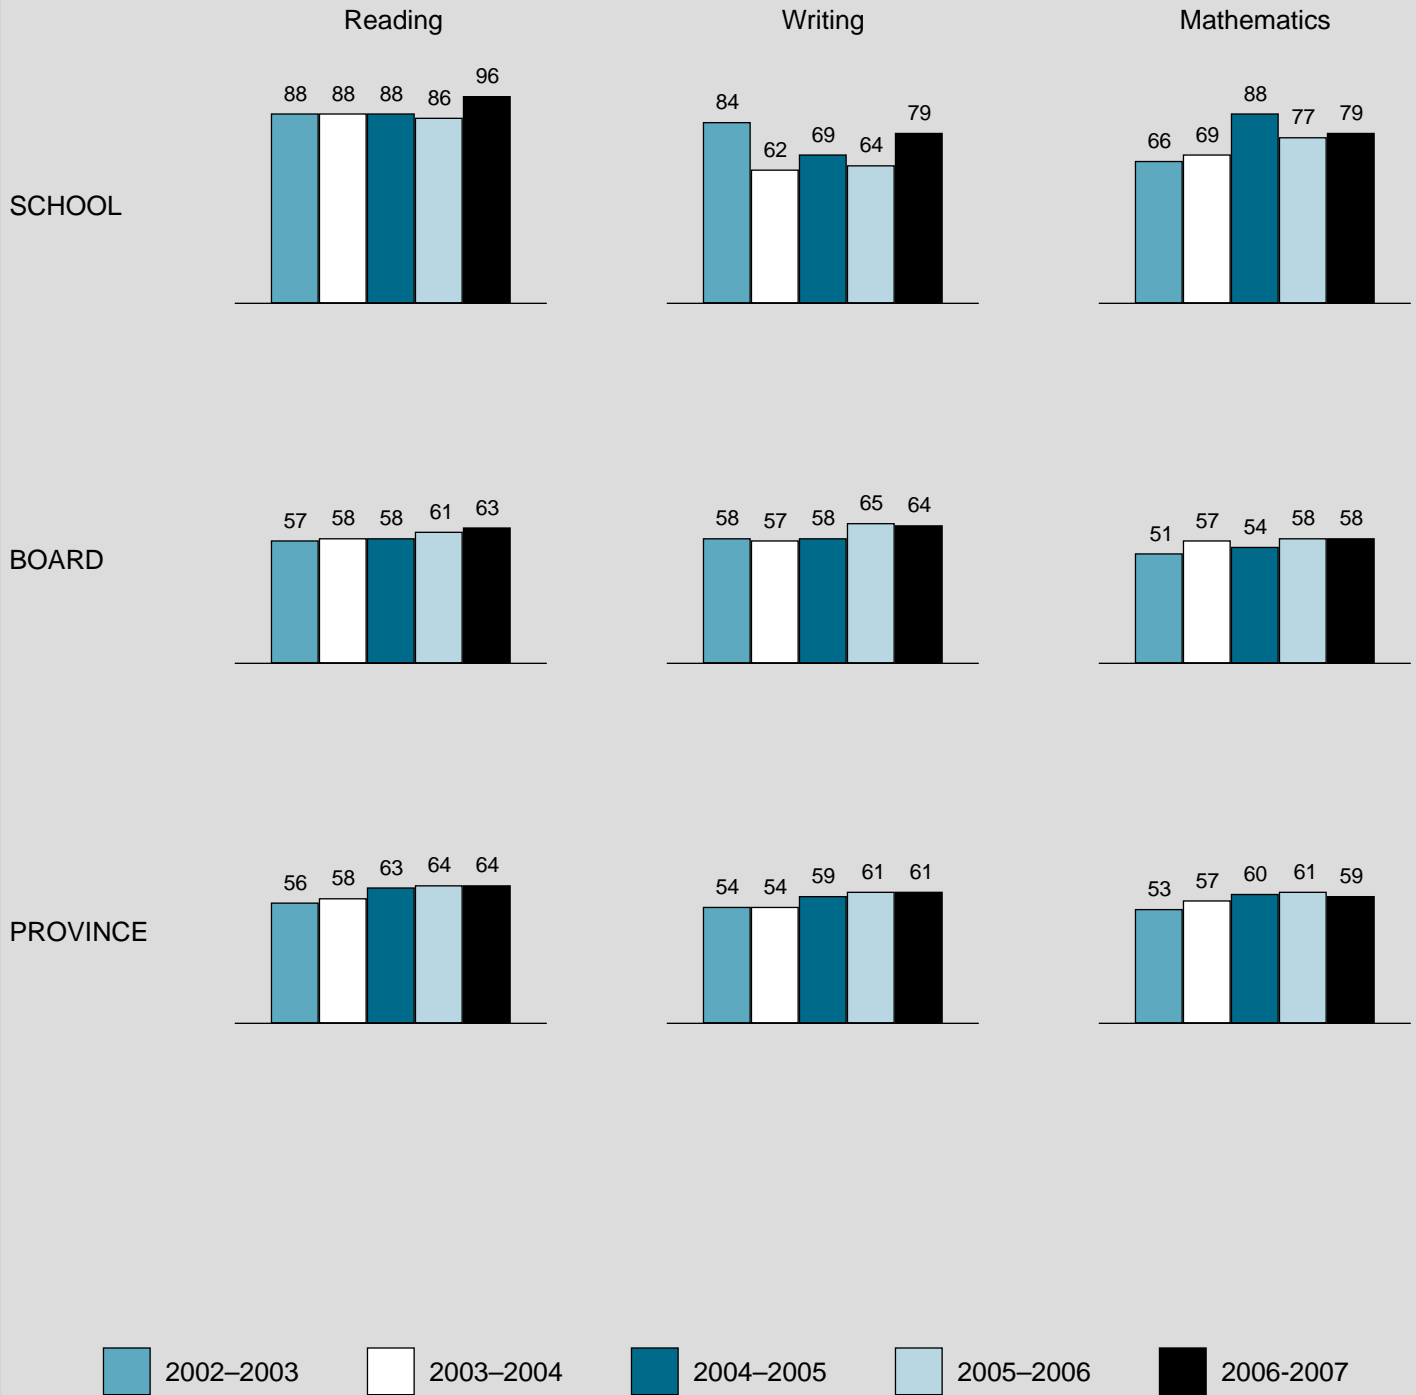 Reading Writing Mathematics
SCHOOL
88 88 88 86 96
84 62 69 64 79
66 69 88 77 79
BOARD
57 58 58 61 63
58 57 58 65 64
51 57 54 58 58
PROVINCE
56 58 63 64 64
54 54 59 61 61
53 57 60 61 59
2002–2003 2003–2004 2004–2005 2005–2006 2006-2007